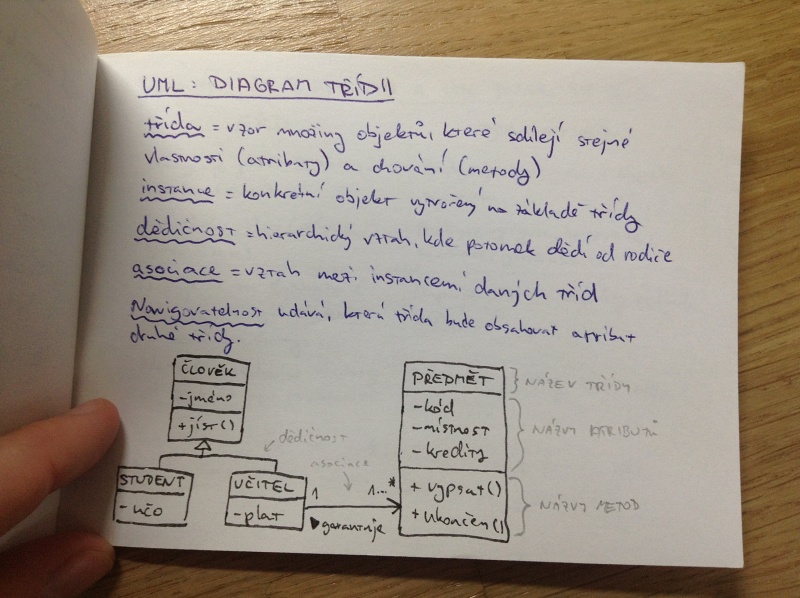 UML: DIAGRAM TŘÍD
třída = vzor množiny objektů, které sdílejí stejné
vlastnosti (atributy) a chování (metody)
instance = konkrétní objekt vytvořený na základě třídy
dědičnost = hierarchický vztah, kde potomek dědí od rodiče
asociace = vztah mezi instancemi daných tříd
Navigovatelnost udává, která třída bude obsahovat atribut
druhé třídy.
ČLOVĚK
-jméno
+jíst()
dědičnost
STUDENT
-učo
UČITEL
-plat
asociace
1
1...*
garantuje
PŘEDMĚT
-kód
-místnost
-kredity
+vypsat()
+ukončen()
NÁZEV TŘÍDY
NÁZVY ATRIBUTŮ
NÁZVY METOD